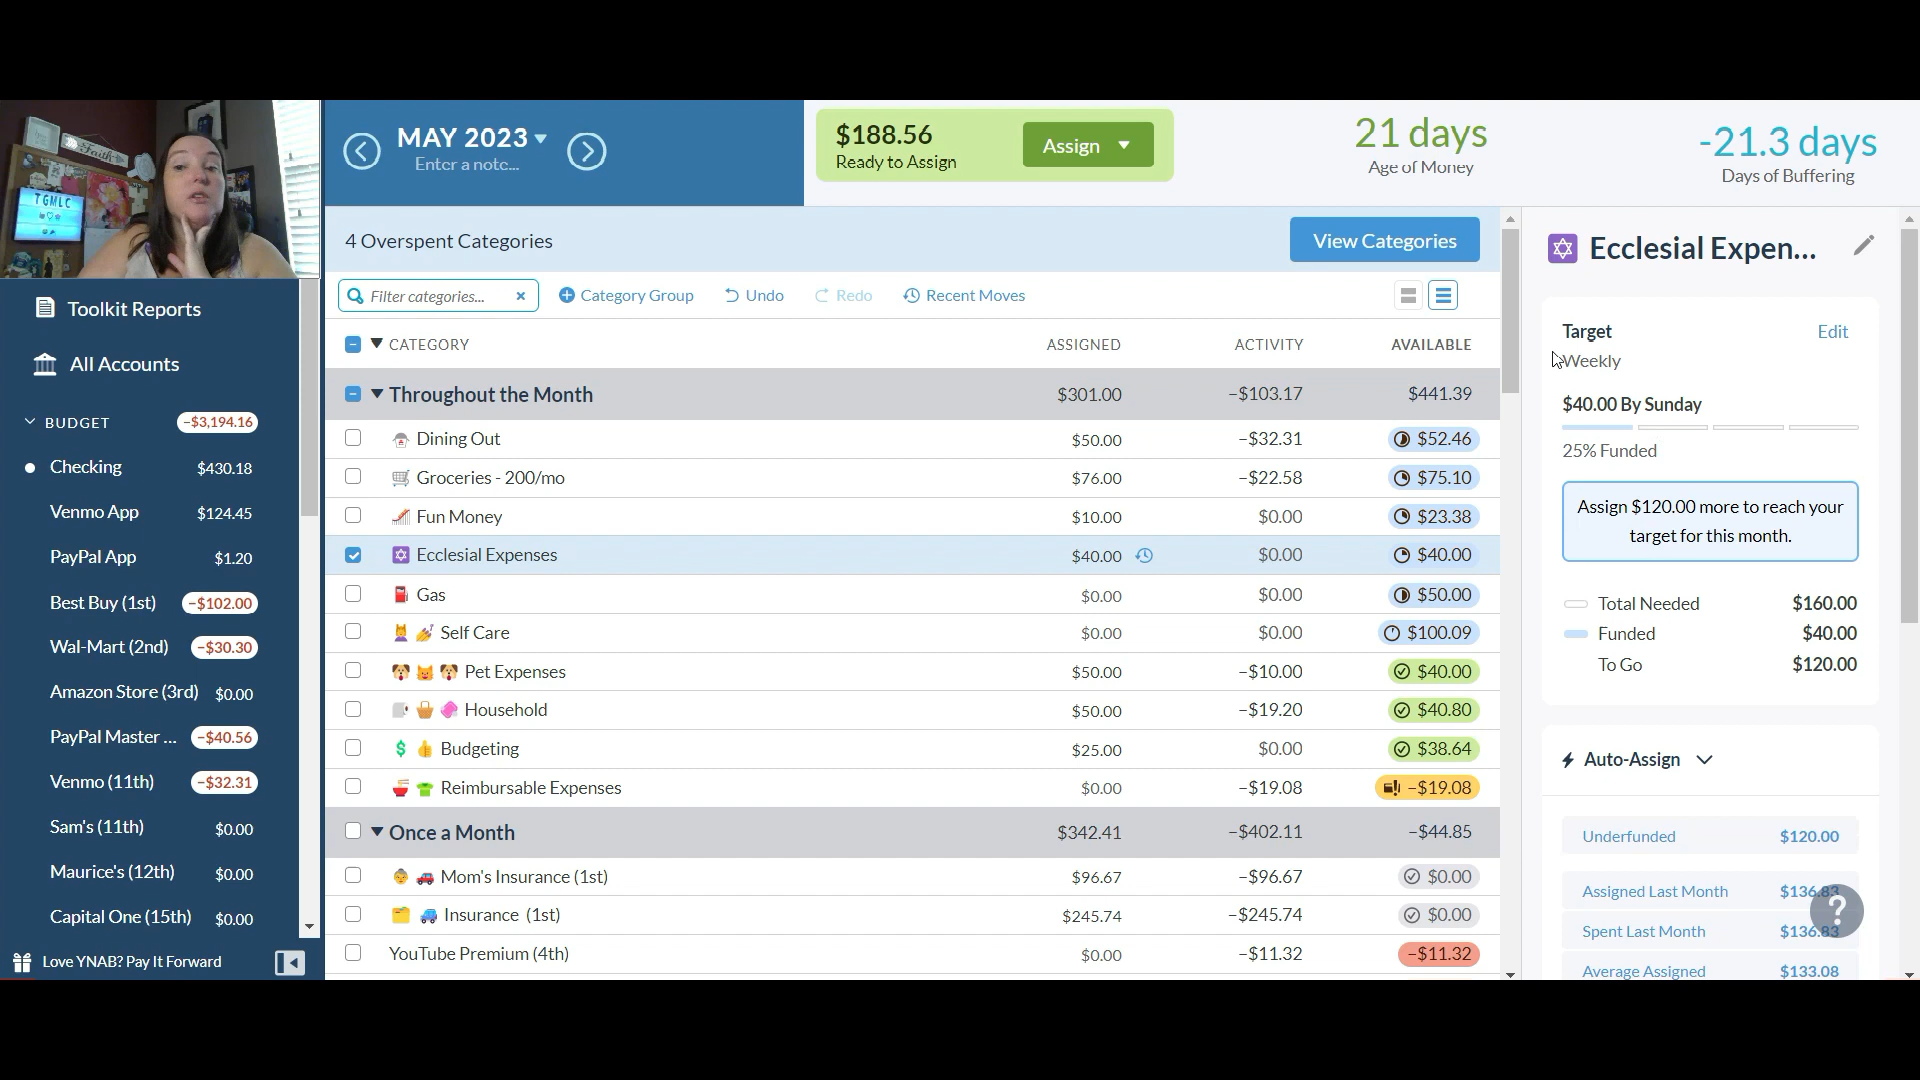 Faith
TGMLC
MAY 2023
Enter a note...
$188.56
Ready to Assign
Assign
21 days
Age of Money
-21.3 days
Days of Buffering
4 Overspent Categories
View Categories
Filter categories...
Category Group
Undo
Redo
Recent Moves
CATEGORY
ASSIGNED
ACTIVITY
AVAILABLE
Throughout the Month
$301.00
−$103.17
$441.39
Dining Out
$50.00
−$32.31
$52.46
Groceries - 200/mo
$76.00
−$22.58
$75.10
Fun Money
$10.00
$0.00
$23.38
Ecclesial Expenses
$40.00
$0.00
$40.00
Gas
$0.00
$0.00
$50.00
Self Care
$0.00
$0.00
$100.09
Pet Expenses
$50.00
−$10.00
$40.00
Household
$50.00
−$19.20
$40.80
Budgeting
$25.00
$0.00
$38.64
Reimbursable Expenses
$0.00
−$19.08
−$19.08
Once a Month
$342.41
−$402.11
−$44.85
Mom's Insurance (1st)
$96.67
−$96.67
$0.00
Insurance (1st)
$245.74
−$245.74
$0.00
YouTube Premium (4th)
$0.00
−$11.32
−$11.32
Toolkit Reports
All Accounts
BUDGET
−$3,194.16
Checking
$430.18
Venmo App
$124.45
PayPal App
$1.20
Best Buy (1st)
−$102.00
Wal-Mart (2nd)
−$30.30
Amazon Store (3rd)
$0.00
PayPal Master ...
−$40.56
Venmo (11th)
−$32.31
Sam's (11th)
$0.00
Maurice's (12th)
$0.00
Capital One (15th)
$0.00
Love YNAB? Pay It Forward
Ecclesial Expen...
Target
Edit
Weekly
$40.00 By Sunday
25% Funded
Assign $120.00 more to reach your
target for this month.
Total Needed
$160.00
Funded
$40.00
To Go
$120.00
Auto-Assign
Underfunded
$120.00
Assigned Last Month
$136.83
Spent Last Month
$136.83
Average Assigned
$133.08
?